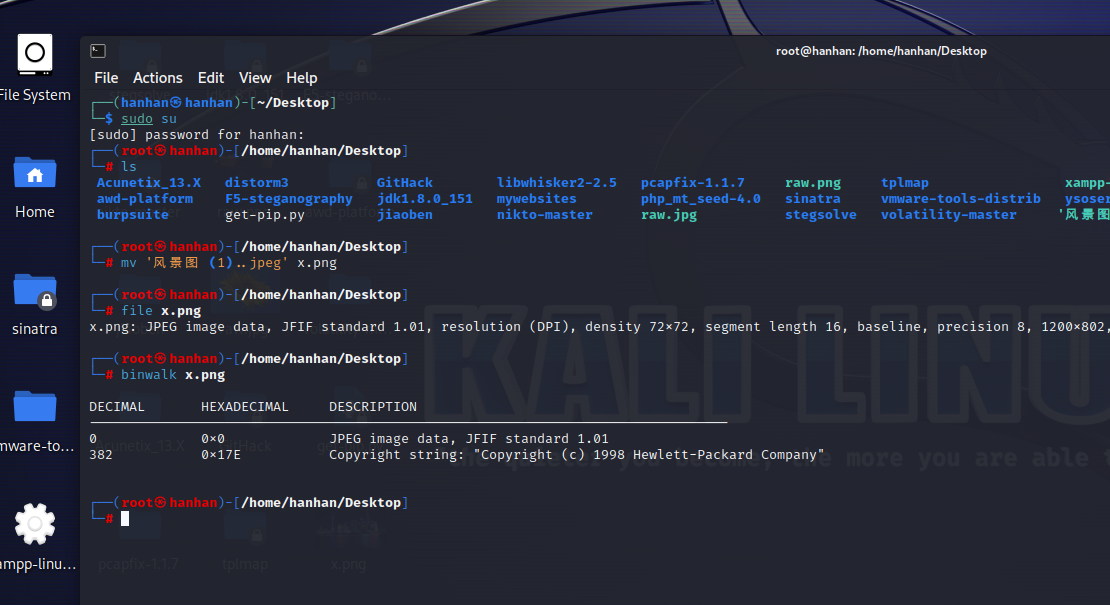 root@hanhan: /home/hanhan/Desktop
File Actions Edit View Help
File System
Home
sinatra
mware-to...
ampp-linu...
┌──(hanhan㉿hanhan)-[~/Desktop]
└─$ sudo su
[sudo] password for hanhan:
┌──(root㉿hanhan)-[/home/hanhan/Desktop]
└─# ls
Acunetix_13.X distorm3 GitHack libwhisker2-2.5 pcapfix-1.1.7 raw.png tplmap xampp-
awd-platform F5-steganography jdk1.8.0_151 mywebsites php_mt_seed-4.0 sinatra vmware-tools-distrib ysoser
burpsuite get-pip.py jiaoben nikto-master raw.jpg stegsolve volatility-master '风景图
┌──(root㉿hanhan)-[/home/hanhan/Desktop]
└─# mv '风景图 (1)..jpeg' x.png
┌──(root㉿hanhan)-[/home/hanhan/Desktop]
└─# file x.png
x.png: JPEG image data, JFIF standard 1.01, resolution (DPI), density 72×72, segment length 16, baseline, precision 8, 1200×802,
┌──(root㉿hanhan)-[/home/hanhan/Desktop]
└─# binwalk x.png
DECIMAL HEXADECIMAL DESCRIPTION
0 0×0 JPEG image data, JFIF standard 1.01
382 0×17E Copyright string: "Copyright (c) 1998 Hewlett-Packard Company"
┌──(root㉿hanhan)-[/home/hanhan/Desktop]
└─#
KALI LINU
the quieter you become, the more you are able
pcapfix-1.1.7 tplmap x.png